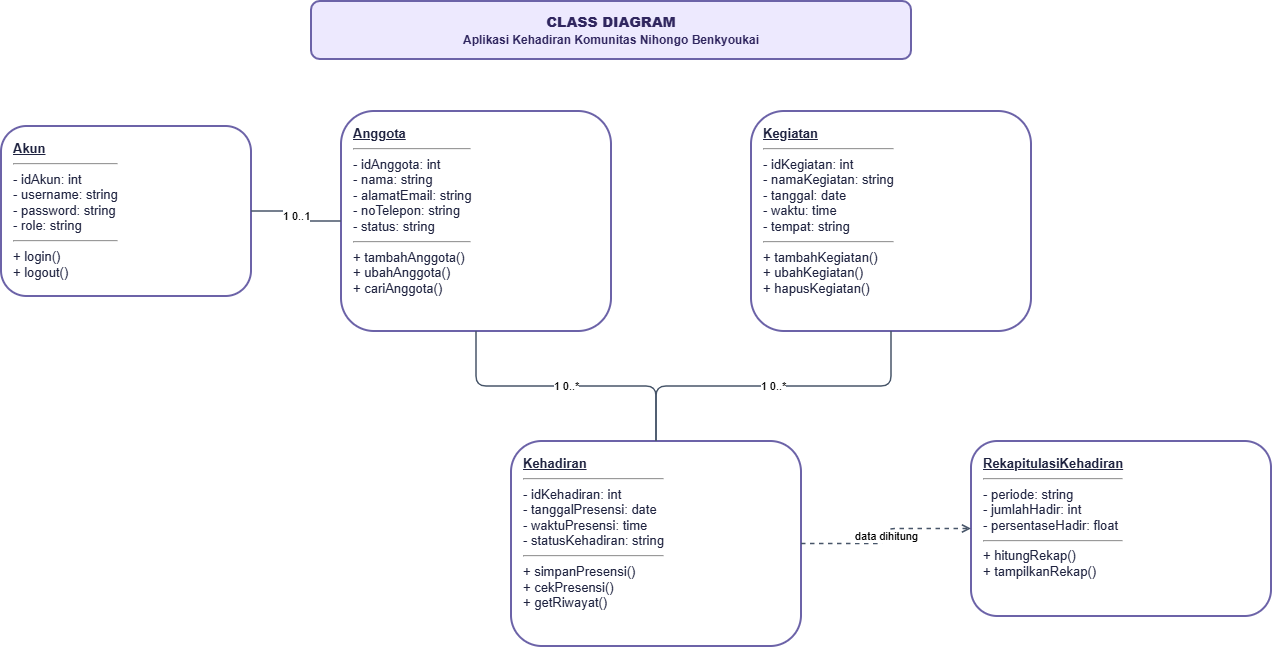 CLASS DIAGRAM
Aplikasi Kehadiran Komunitas Nihongo Benkyoukai
Akun
- idAkun: int
- username: string
- password: string
- role: string
+ login()
+ logout()
1 0..1
Anggota
- idAnggota: int
- nama: string
- alamatEmail: string
- noTelepon: string
- status: string
+ tambahAnggota()
+ ubahAnggota()
+ cariAnggota()
Kegiatan
- idKegiatan: int
- namaKegiatan: string
- tanggal: date
- waktu: time
- tempat: string
+ tambahKegiatan()
+ ubahKegiatan()
+ hapusKegiatan()
1 0..*
1 0..*
Kehadiran
- idKehadiran: int
- tanggalPresensi: date
- waktuPresensi: time
- statusKehadiran: string
+ simpanPresensi()
+ cekPresensi()
+ getRiwayat()
data dihitung
RekapitulasiKehadiran
- periode: string
- jumlahHadir: int
- persentaseHadir: float
+ hitungRekap()
+ tampilkanRekap()